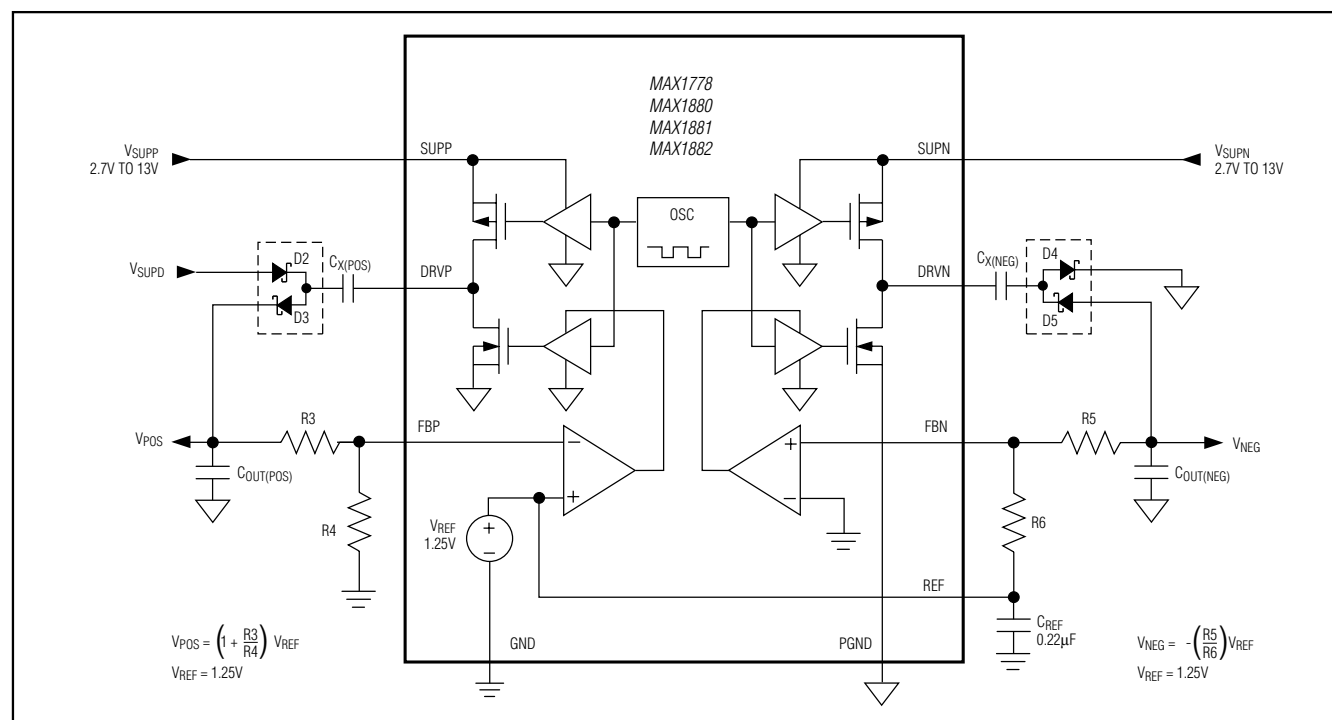 MAX1778
MAX1880
MAX1881
MAX1882
VSUPP
2.7V TO 13V
SUPP
SUPN
VSUPN
2.7V TO 13V
OSC
VSUPD
D2
D3
CX(POS)
DRVP
DRVN
CX(NEG)
D4
D5
VPOS
R3
FBP
FBN
R5
VNEG
COUT(POS)
R4
−
+
+
−
COUT(NEG)
R6
VREF
1.25V
+
−
REF
CREF
0.22µF
GND
PGND
VPOS = (1 + R3/R4) VREF
VREF = 1.25V
VNEG = -(R5/R6)VREF
VREF = 1.25V